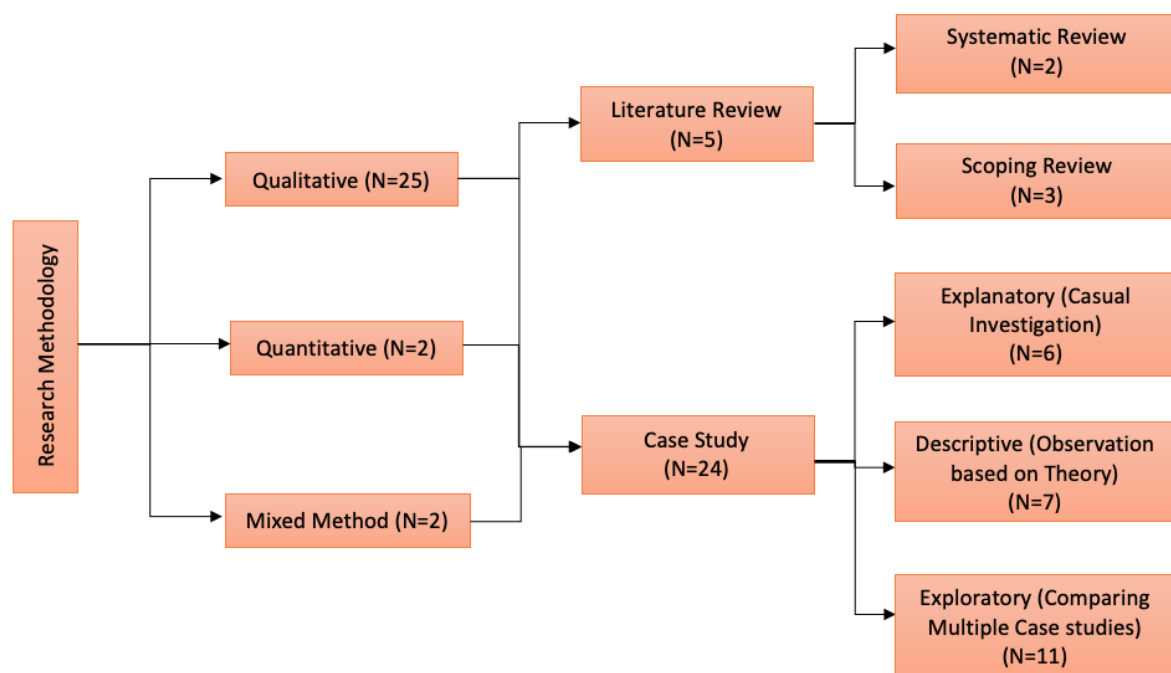 Research Methodology
Qualitative (N=25)
Quantitative (N=2)
Mixed Method (N=2)
Literature Review
(N=5)
Case Study
(N=24)
Systematic Review
(N=2)
Scoping Review
(N=3)
Explanatory (Casual
Investigation)
(N=6)
Descriptive (Observation
based on Theory)
(N=7)
Exploratory (Comparing
Multiple Case studies)
(N=11)